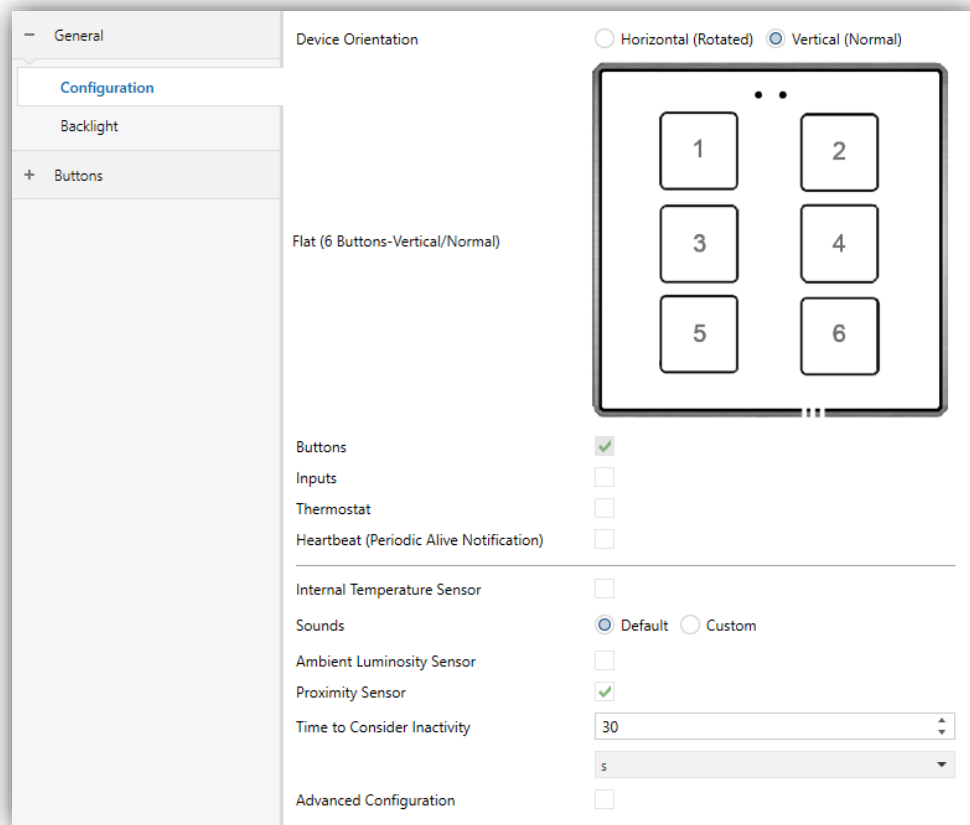 General
Configuration
Backlight
Buttons
Device Orientation
Horizontal (Rotated) Vertical (Normal)
Flat (6 Buttons-Vertical/Normal)
1 2
3 4
5 6
Buttons
Inputs
Thermostat
Heartbeat (Periodic Alive Notification)
Internal Temperature Sensor
Sounds Default Custom
Ambient Luminosity Sensor
Proximity Sensor
Time to Consider Inactivity 30
s
Advanced Configuration